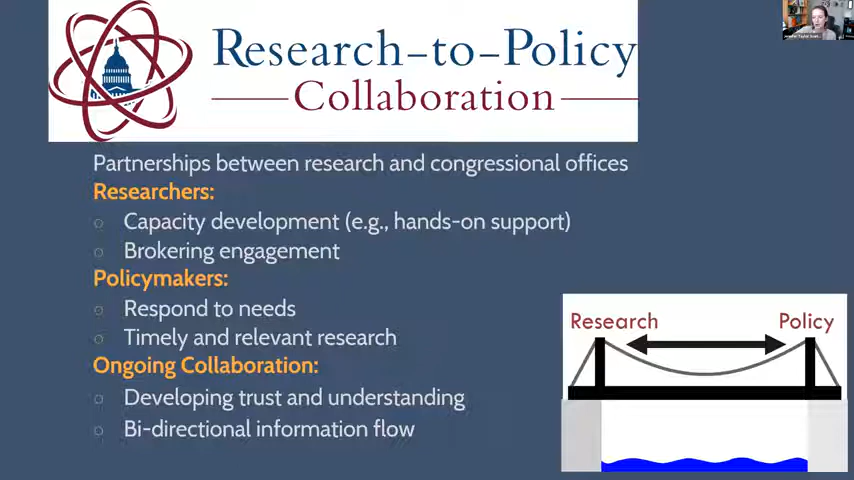 Research-to-Policy
Collaboration
Partnerships between research and congressional offices
Researchers:
○ Capacity development (e.g., hands-on support)
○ Brokering engagement
Policymakers:
○ Respond to needs
○ Timely and relevant research
Ongoing Collaboration:
○ Developing trust and understanding
○ Bi-directional information flow
Research
Policy